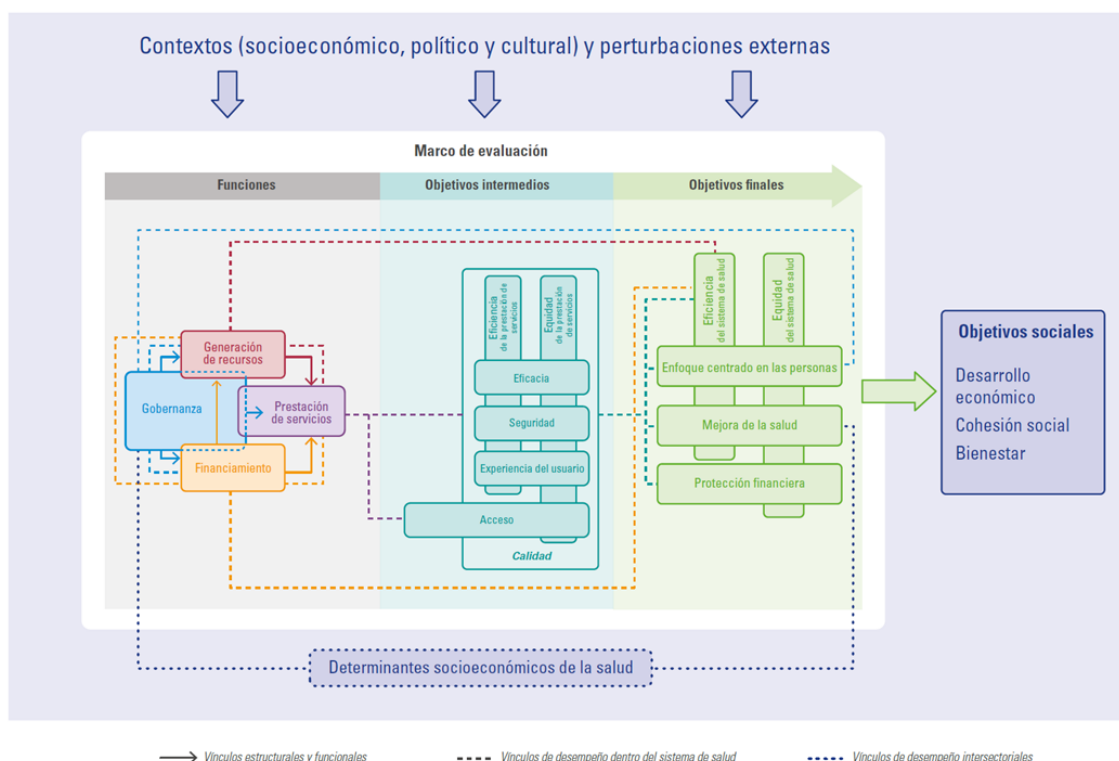 Contextos (socioeconómico, político y cultural) y perturbaciones externas
Marco de evaluación
Funciones
Objetivos intermedios
Objetivos finales
Generación
de recursos
Gobernanza
Prestación
de servicios
Financiamiento
Eficiencia
de la prestación de
servicios
Equidad
de la prestación
de servicios
Eficacia
Seguridad
Experiencia del usuario
Acceso
Calidad
Eficiencia
del sistema de salud
Equidad
del sistema de salud
Enfoque centrado en las personas
Mejora de la salud
Protección financiera
Objetivos sociales
Desarrollo
económico
Cohesión social
Bienestar
Determinantes socioeconómicos de la salud
Vínculos estructurales y funcionales
Vínculos de desempeño dentro del sistema de salud
Vínculos de desempeño intersectoriales